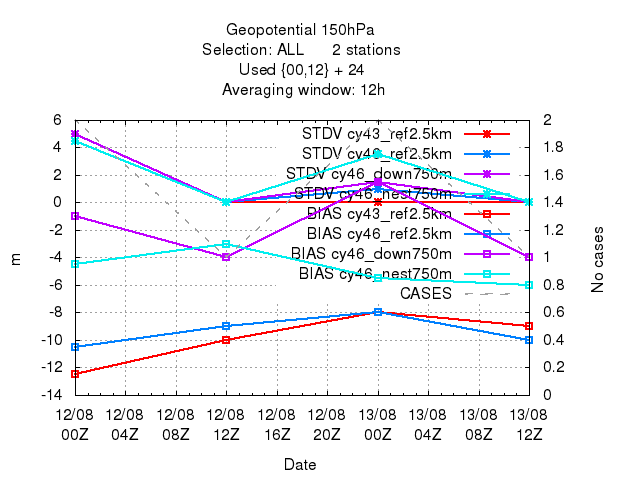 Geopotential 150hPa
Selection: ALL 2 stations
Used {00,12} + 24
Averaging window: 12h
6 2
4 1.8
2 1.6
0 1.4
-2 1.2
-4 1
-6 0.8
-8 0.6
-10 0.4
-12 0.2
-14 0
STDV cy43_ref2.5km
STDV cy46_ref2.5km
STDV cy46_down750m
STDV cy46_nest750m
BIAS cy43_ref2.5km
BIAS cy46_ref2.5km
BIAS cy46_down750m
BIAS cy46_nest750m
CASES
m
No cases
12/08 12/08 12/08 12/08 12/08 12/08 13/08 13/08 13/08 13/08
00Z 04Z 08Z 12Z 16Z 20Z 00Z 04Z 08Z 12Z
Date